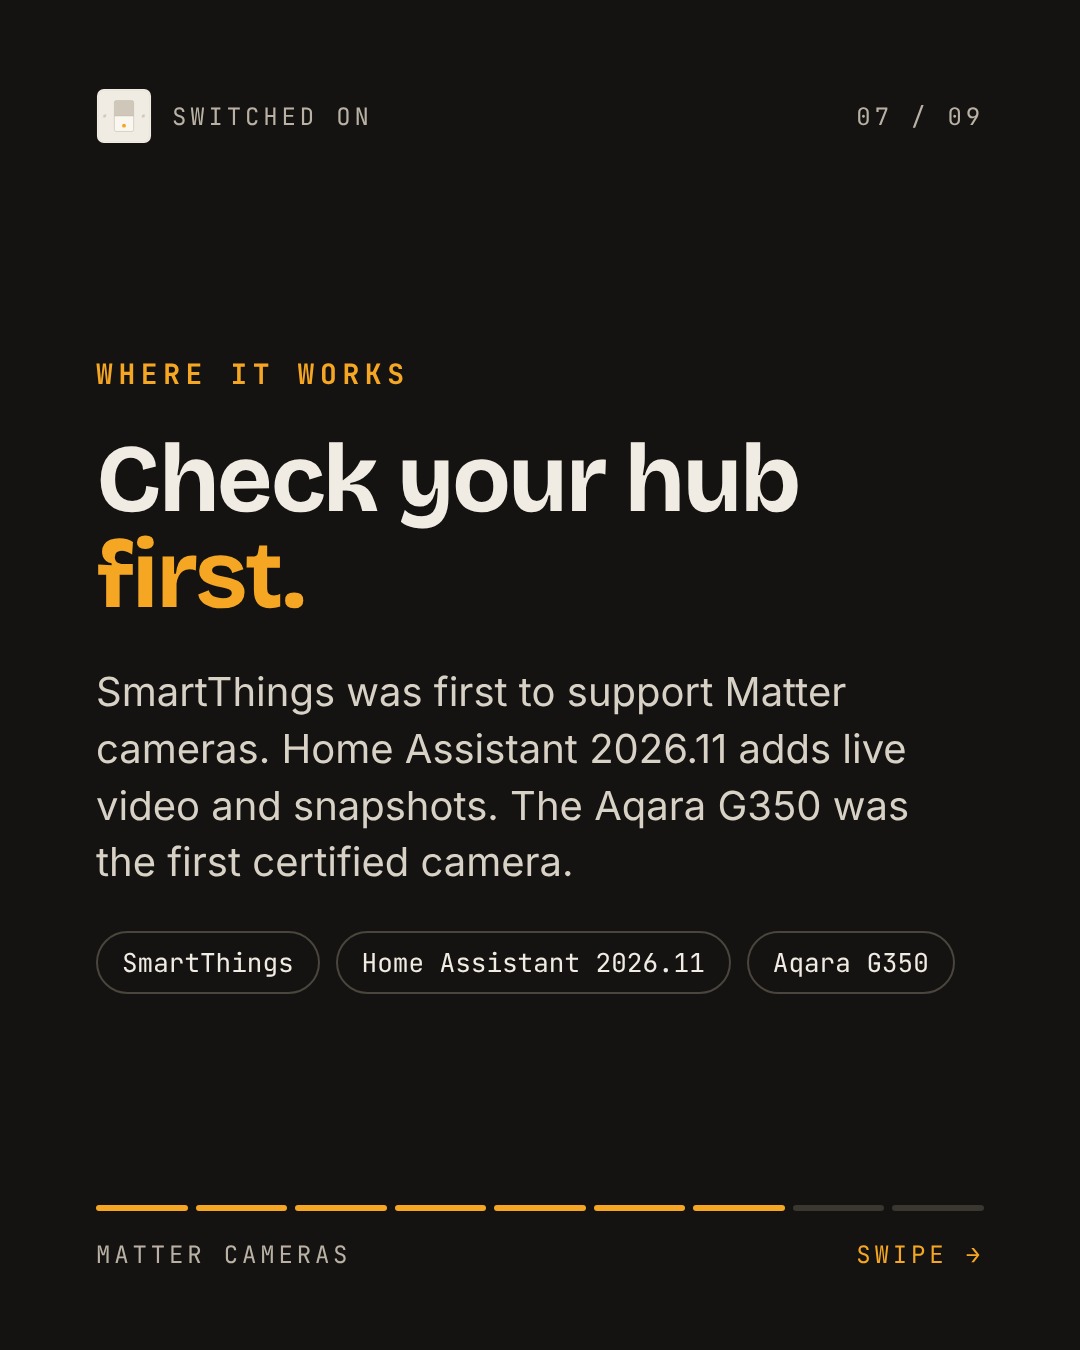 SWITCHED ON
07 / 09
WHERE IT WORKS
Check your hub
first.
SmartThings was first to support Matter
cameras. Home Assistant 2026.11 adds live
video and snapshots. The Aqara G350 was
the first certified camera.
SmartThings
Home Assistant 2026.11
Aqara G350
MATTER CAMERAS
SWIPE →